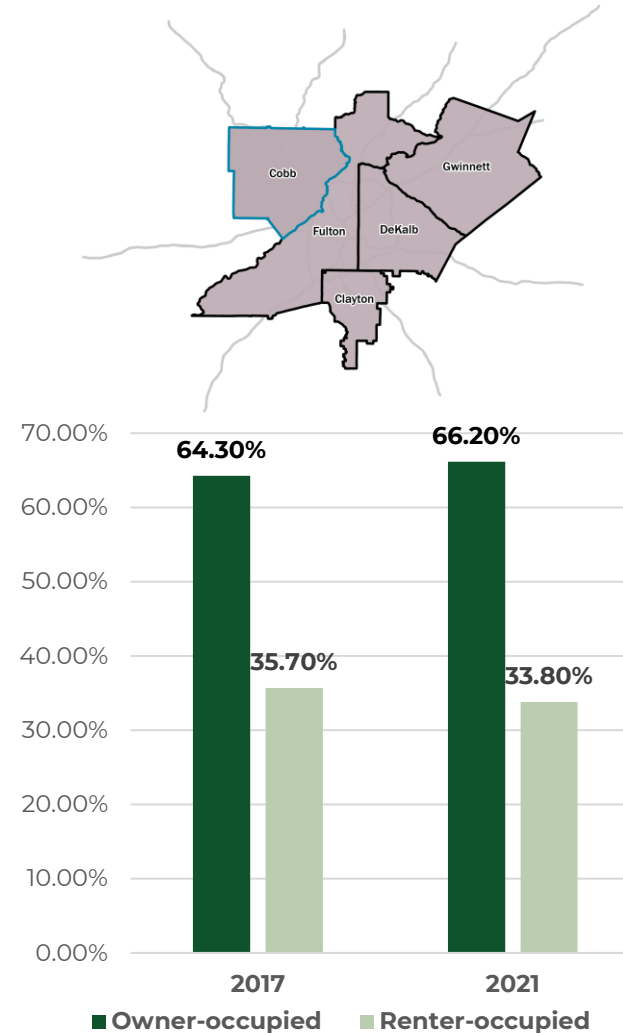 Cobb
Gwinnett
Fulton
DeKalb
Clayton
70.00%
64.30%
66.20%
60.00%
50.00%
40.00%
35.70%
33.80%
30.00%
20.00%
10.00%
0.00%
2017 2021
Owner-occupied Renter-occupied